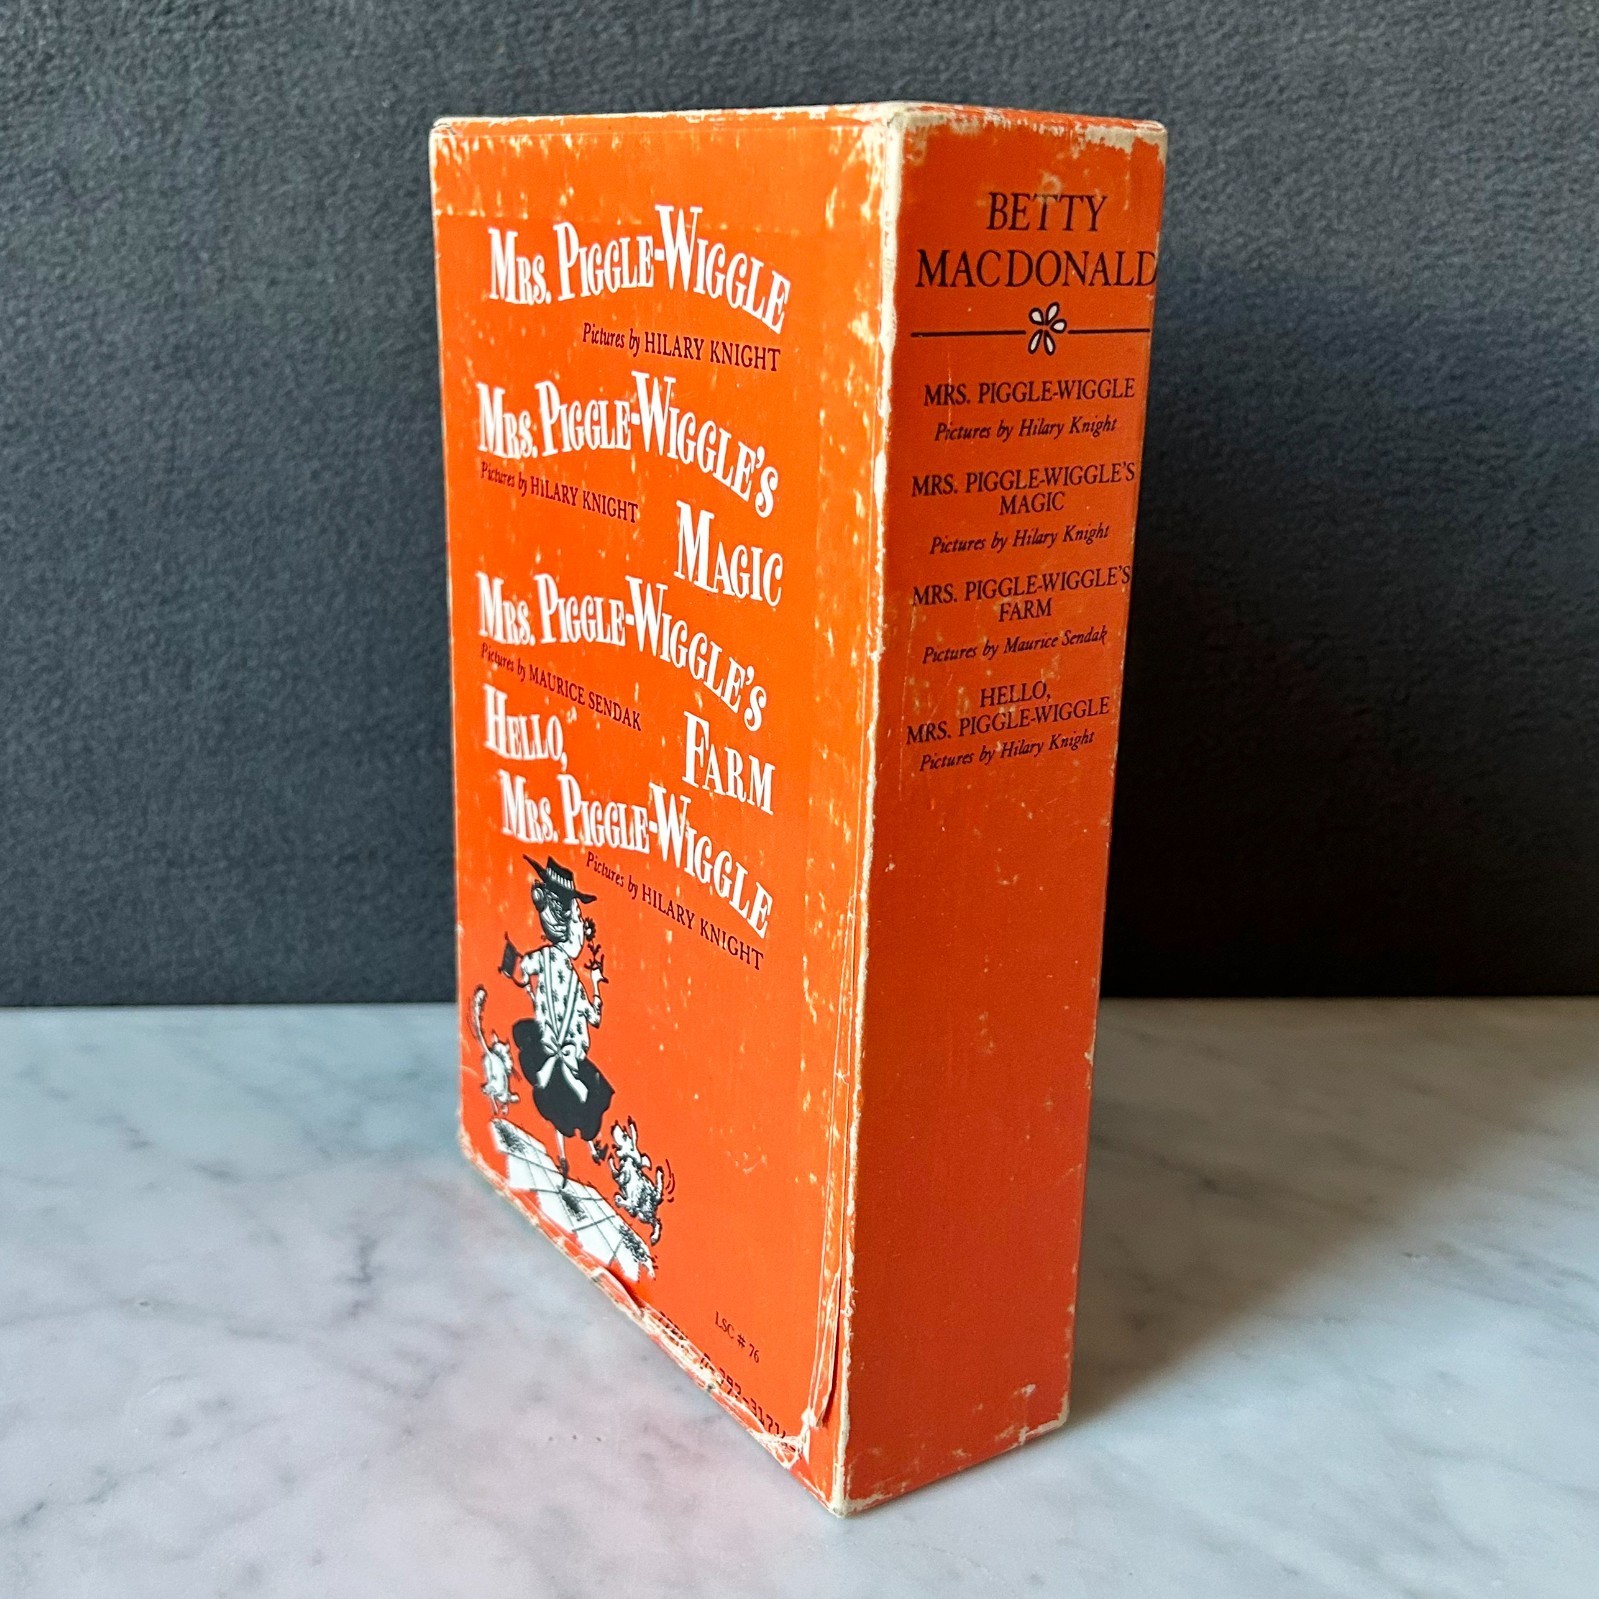 MRS. PIGGLE-WIGGLE
Pictures by HILARY KNIGHT
MRS. PIGGLE-WIGGLE'S
Pictures by HILARY KNIGHT
MAGIC
MRS. PIGGLE-WIGGLE'S
Pictures by MAURICE SENDAK
FARM
HELLO,
MRS. PIGGLE-WIGGLE
Pictures by HILARY KNIGHT
LSC # 76
BETTY
MACDONALD
MRS. PIGGLE-WIGGLE
Pictures by Hilary Knight
MRS. PIGGLE-WIGGLE'S
MAGIC
Pictures by Hilary Knight
MRS. PIGGLE-WIGGLE'S
FARM
Pictures by Maurice Sendak
HELLO,
MRS. PIGGLE-WIGGLE
Pictures by Hilary Knight